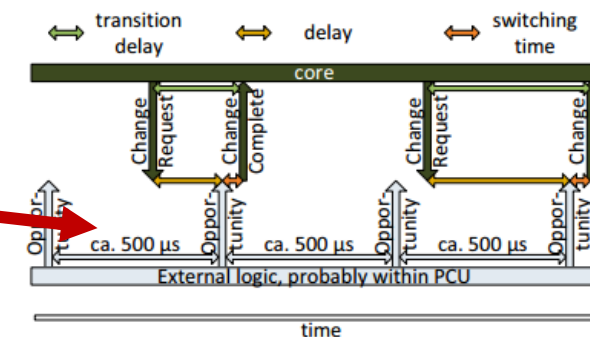 transition
delay
delay
switching
time
core
Change
Request
Change
Complete
Change
Request
Change
Oppor-
tunity
ca. 500 µs
Oppor-
tunity
ca. 500 µs
Oppor-
tunity
ca. 500 µs
Oppor-
tunity
External logic, probably within PCU
time